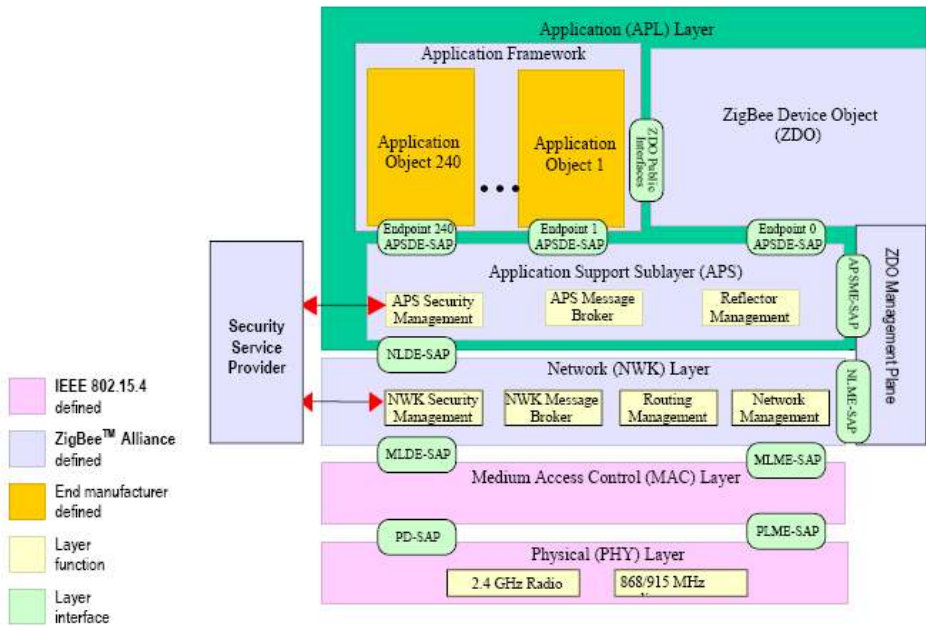 Application (APL) Layer
Application Framework
ZigBee Device Object
(ZDO)
Application
Object 240
Application
Object 1
ZDO Public
Interfaces
Endpoint 240
APSDE-SAP
Endpoint 1
APSDE-SAP
Endpoint 0
APSDE-SAP
Application Support Sublayer (APS)
APS Security
Management
APS Message
Broker
Reflector
Management
APSME-SAP
ZDO Management Plane
Security
Service
Provider
NLDE-SAP
Network (NWK) Layer
NWK Security
Management
NWK Message
Broker
Routing
Management
Network
Management
NLME-SAP
MLDE-SAP
MLME-SAP
Medium Access Control (MAC) Layer
PD-SAP
PLME-SAP
Physical (PHY) Layer
2.4 GHz Radio
868/915 MHz
IEEE 802.15.4
defined
ZigBee™ Alliance
defined
End manufacturer
defined
Layer
function
Layer
interface